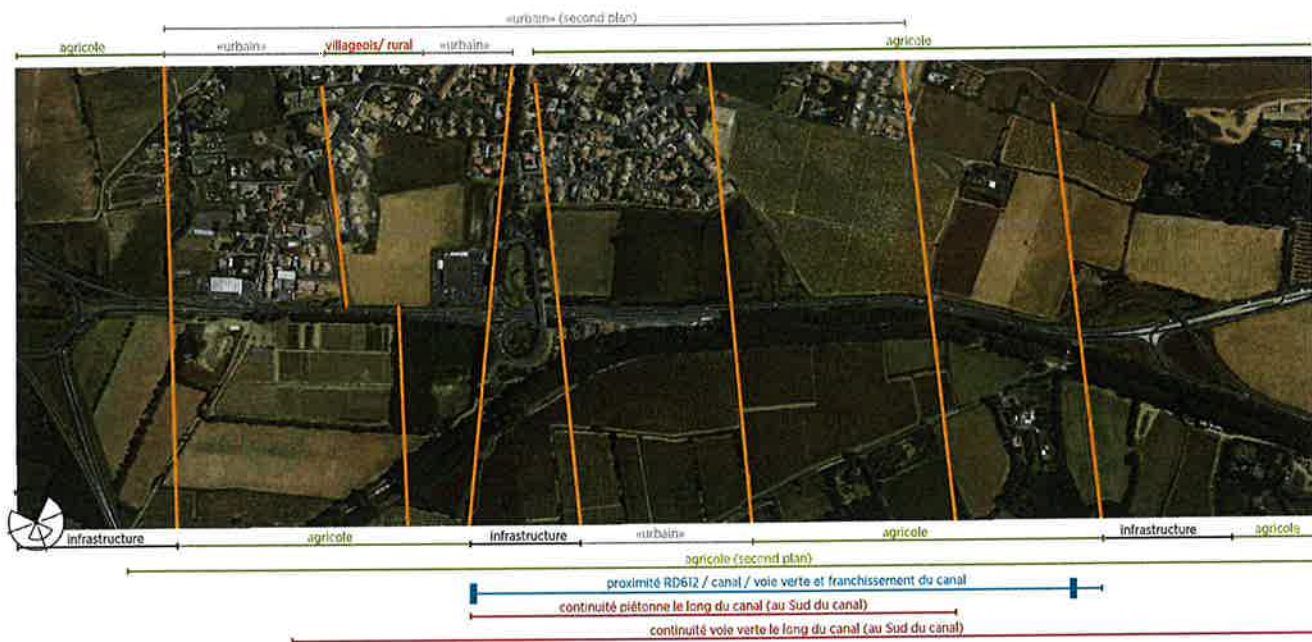 «urbain» (second plan)
agricole «urbain» villageois/ rural «urbain» agricole
infrastructure agricole infrastructure «urbain» agricole infrastructure agricole
agricole (second plan)
proximité RD612 / canal / voie verte et franchissement du canal
continuité piétonne le long du canal (au Sud du canal)
continuité voie verte le long du canal (au Sud du canal)